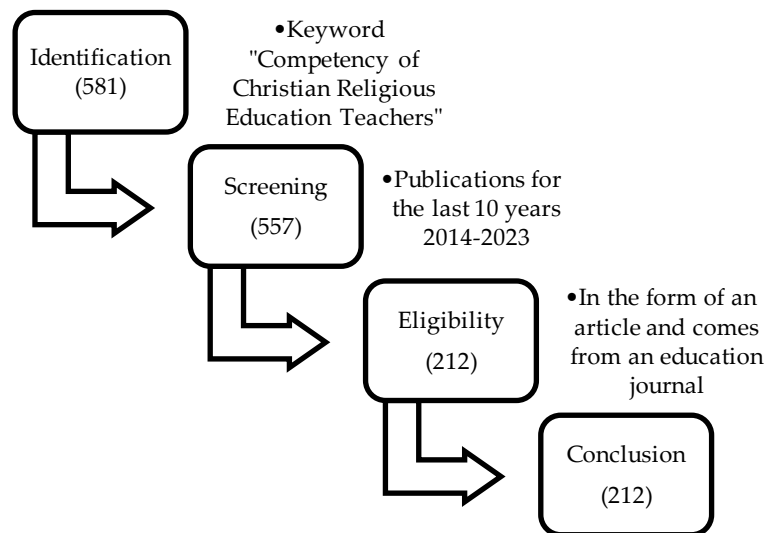 Identification
(581)
•Keyword
"Competency of
Christian Religious
Education Teachers"
Screening
(557)
•Publications for
the last 10 years
2014-2023
Eligibility
(212)
•In the form of an
article and comes
from an education
journal
Conclusion
(212)